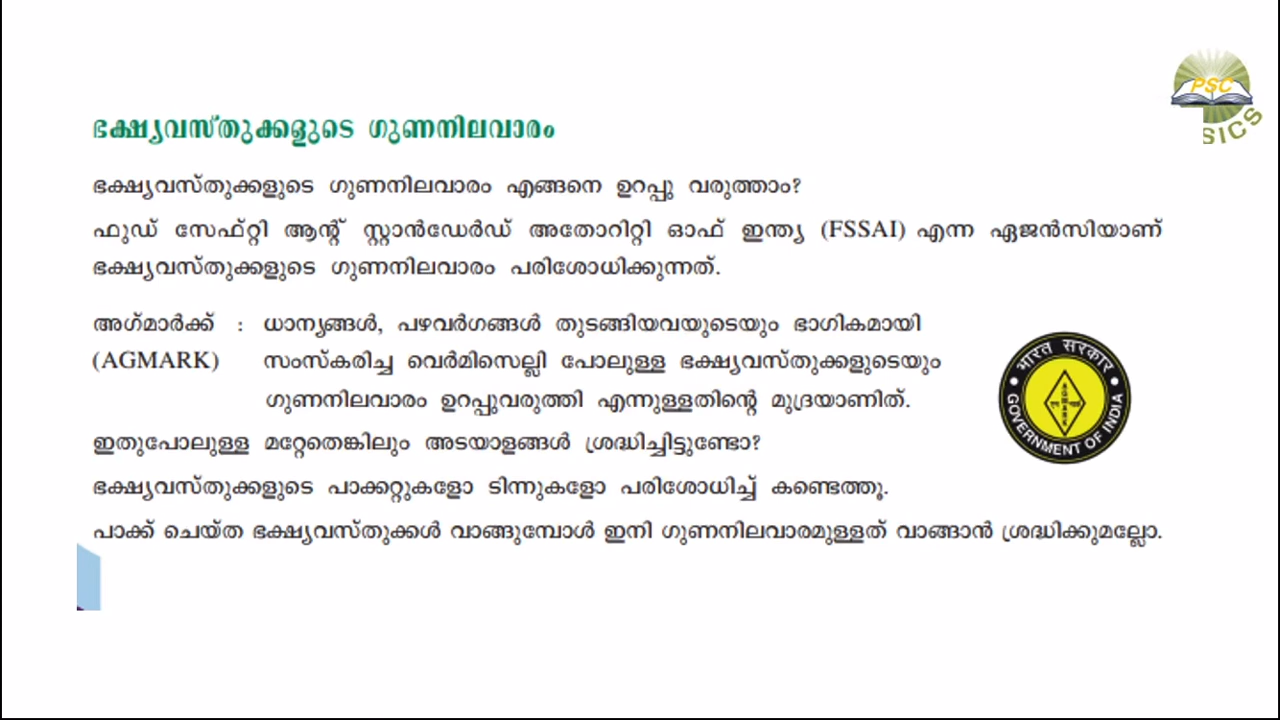 PSC
SICS
ഭക്ഷ്യവസ്തുക്കളുടെ ഗുണനിലവാരം
ഭക്ഷ്യവസ്തുക്കളുടെ ഗുണനിലവാരം എങ്ങനെ ഉറപ്പു വരുത്താം?
ഫുഡ് സേഫ്റ്റി ആന്റ് സ്റ്റാൻഡേർഡ് അതോറിറ്റി ഓഫ് ഇന്ത്യ (FSSAI) എന്ന ഏജൻസിയാണ്
ഭക്ഷ്യവസ്തുക്കളുടെ ഗുണനിലവാരം പരിശോധിക്കുന്നത്.
അഗ്മാർക്ക് : ധാന്യങ്ങൾ, പഴവർഗങ്ങൾ തുടങ്ങിയവയുടെയും ഭാഗികമായി
(AGMARK) സംസ്കരിച്ച വെർമിസെല്ലി പോലുള്ള ഭക്ഷ്യവസ്തുക്കളുടെയും
ഗുണനിലവാരം ഉറപ്പുവരുത്തി എന്നുള്ളതിന്റെ മുദ്രയാണിത്.
भारत सरकार
AGMARK
GOVERNMENT OF INDIA
ഇതുപോലുള്ള മറ്റേതെങ്കിലും അടയാളങ്ങൾ ശ്രദ്ധിച്ചിട്ടുണ്ടോ?
ഭക്ഷ്യവസ്തുക്കളുടെ പാക്കറ്റുകളോ ടിന്നുകളോ പരിശോധിച്ച് കണ്ടെത്തൂ.
പാക്ക് ചെയ്ത ഭക്ഷ്യവസ്തുക്കൾ വാങ്ങുമ്പോൾ ഇനി ഗുണനിലവാരമുള്ളത് വാങ്ങാൻ ശ്രദ്ധിക്കുമല്ലോ.